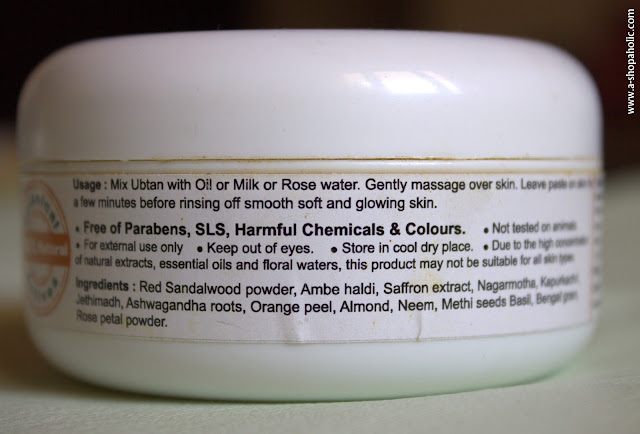 www.a-shopaholic.com
Usage : Mix Ubtan with Oil or Milk or Rose water. Gently massage over skin. Leave paste on skin
a few minutes before rinsing off smooth soft and glowing skin.
• Free of Parabens, SLS, Harmful Chemicals & Colours. • Not tested on animals
• For external use only • Keep out of eyes. • Store in cool dry place. • Due to the high concentration
of natural extracts, essential oils and floral waters, this product may not be suitable for all skin types.
Ingredients : Red Sandalwood powder, Ambe haldi, Saffron extract, Nagarmotha, Kapurkachri,
Jethimadh, Ashwagandha roots, Orange peel, Almond, Neem, Methi seeds Basil, Bengal gram,
Rose petal powder.